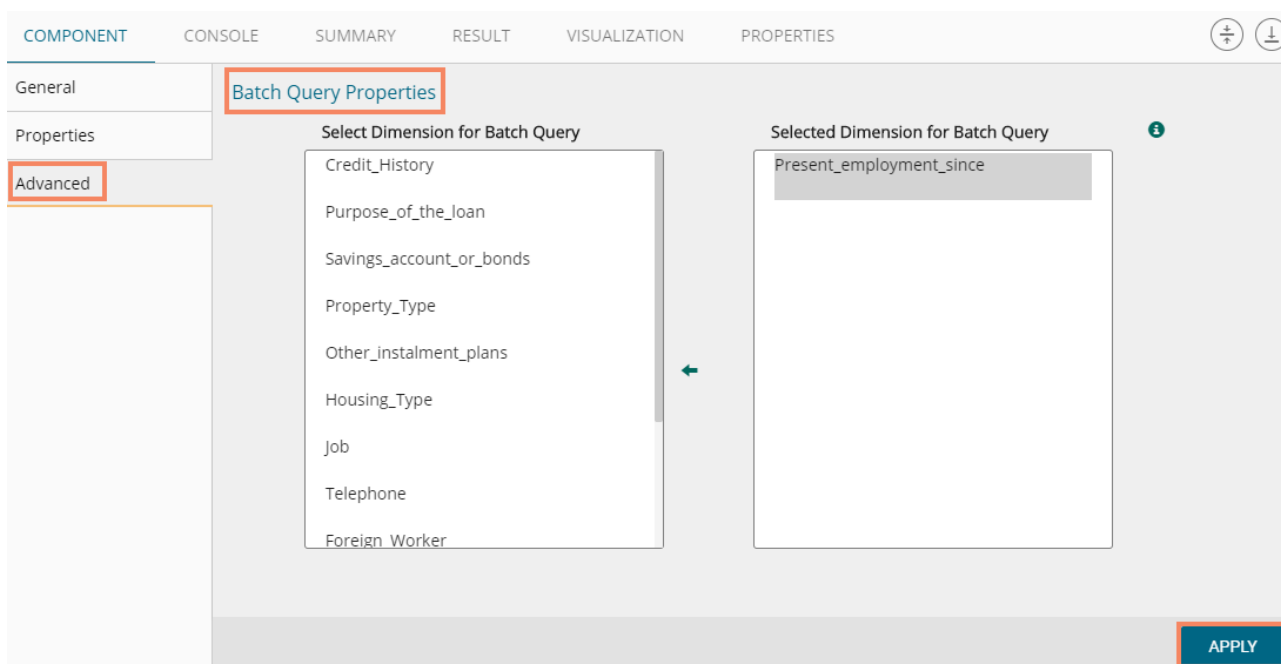 COMPONENT CONSOLE SUMMARY RESULT VISUALIZATION PROPERTIES
General
Properties
Advanced
Batch Query Properties
Select Dimension for Batch Query
Credit_History
Purpose_of_the_loan
Savings_account_or_bonds
Property_Type
Other_instalment_plans
Housing_Type
Job
Telephone
Foreign_Worker
Selected Dimension for Batch Query
Present_employment_since
APPLY